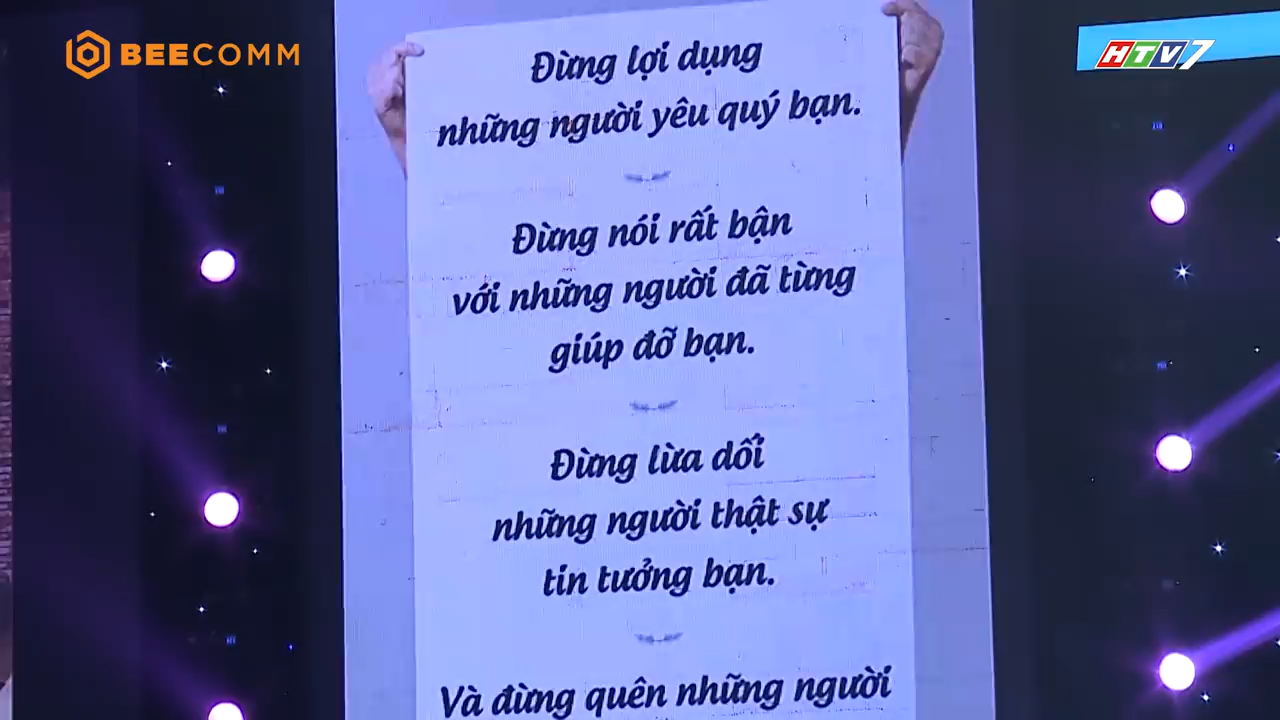 BEECOMM
HTV7
Đừng lợi dụng
những người yêu quý bạn.
Đừng nói rất bận
với những người đã từng
giúp đỡ bạn.
Đừng lừa dối
những người thật sự
tin tưởng bạn.
Và đừng quên những người